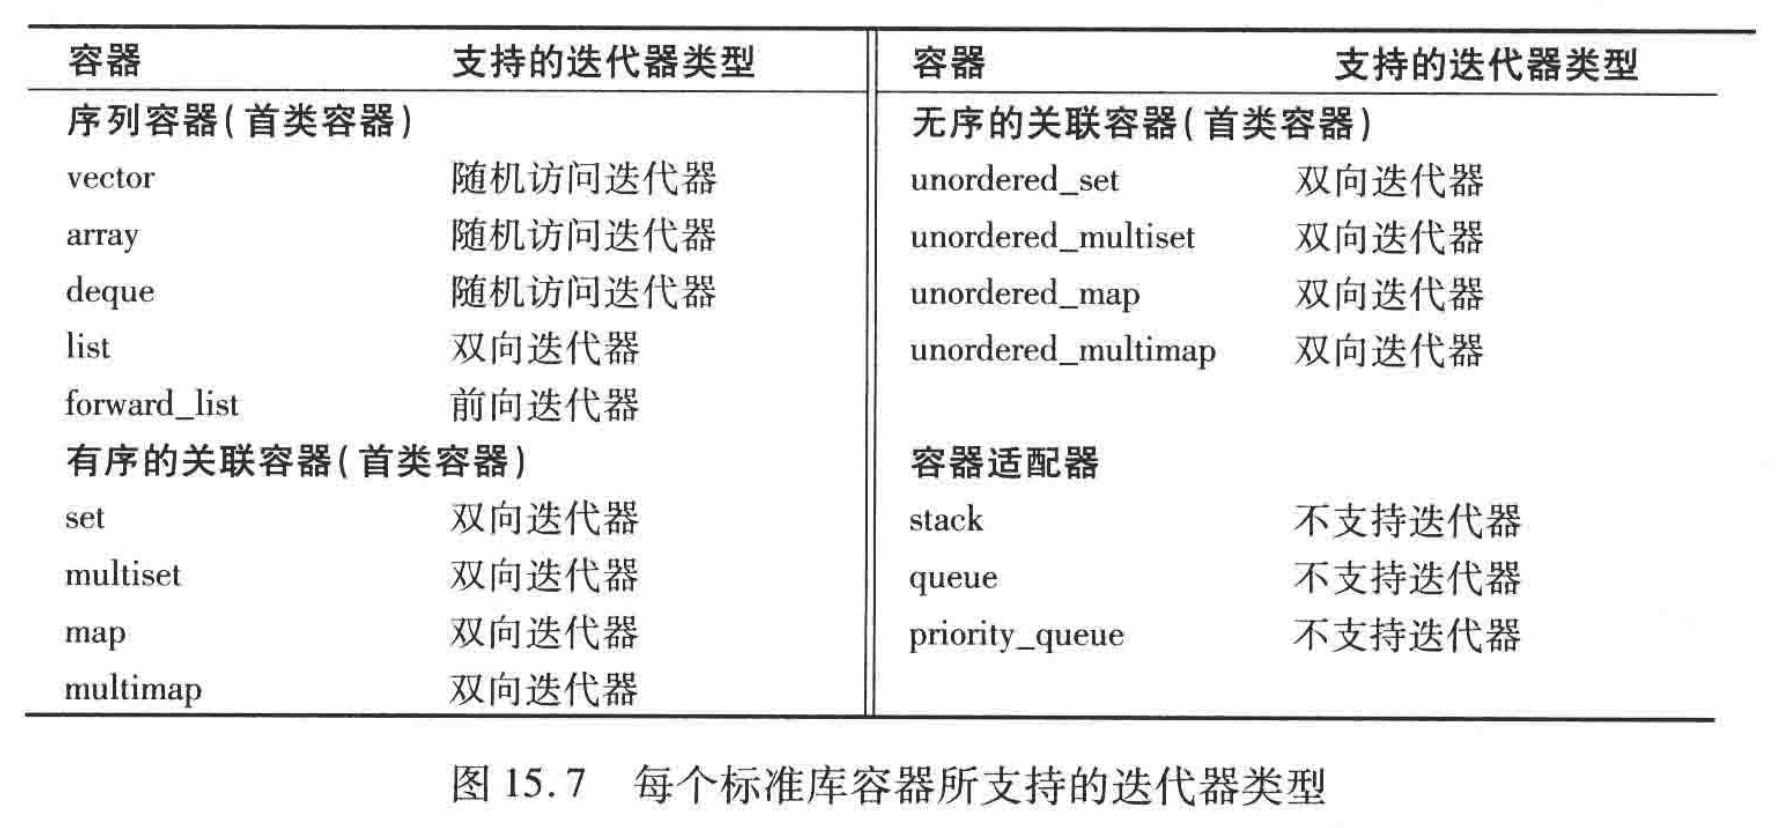 容器 支持的迭代器类型
序列容器(首类容器)
vector 随机访问迭代器
array 随机访问迭代器
deque 随机访问迭代器
list 双向迭代器
forward_list 前向迭代器
有序的关联容器(首类容器)
set 双向迭代器
multiset 双向迭代器
map 双向迭代器
multimap 双向迭代器
容器 支持的迭代器类型
无序的关联容器(首类容器)
unordered_set 双向迭代器
unordered_multiset 双向迭代器
unordered_map 双向迭代器
unordered_multimap 双向迭代器
容器适配器
stack 不支持迭代器
queue 不支持迭代器
priority_queue 不支持迭代器
图 15.7 每个标准库容器所支持的迭代器类型